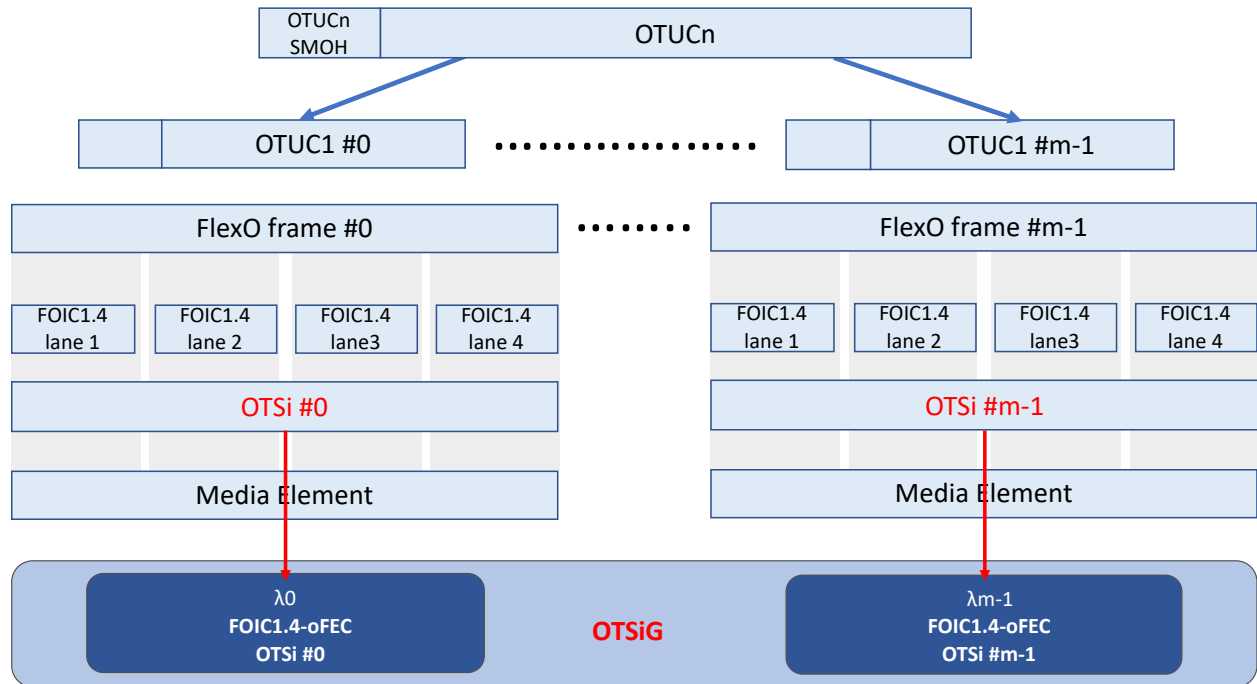 OTUCn
SMOH
OTUCn
OTUC1 #0
OTUC1 #m-1
FlexO frame #0
FlexO frame #m-1
FOIC1.4
lane 1
FOIC1.4
lane 2
FOIC1.4
lane3
FOIC1.4
lane 4
FOIC1.4
lane 1
FOIC1.4
lane 2
FOIC1.4
lane3
FOIC1.4
lane 4
OTSi #0
OTSi #m-1
Media Element
Media Element
λ0
FOIC1.4-oFEC
OTSi #0
OTSiG
λm-1
FOIC1.4-oFEC
OTSi #m-1